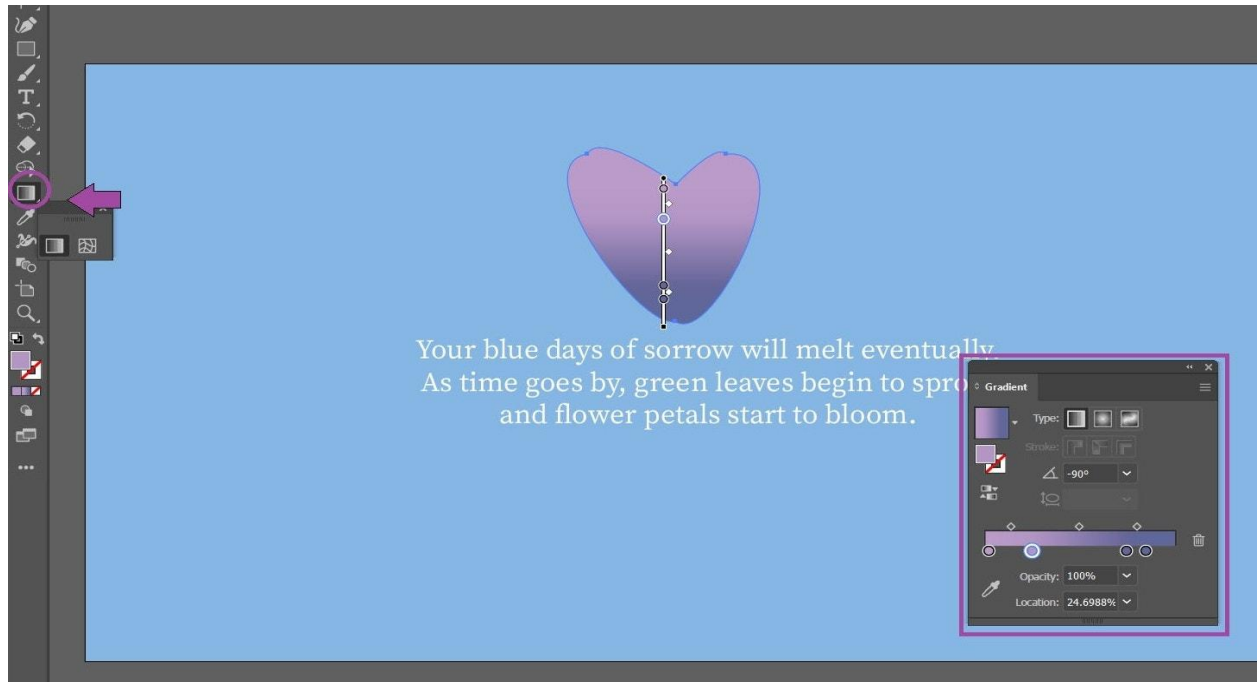 Your blue days of sorrow will melt eventually.
As time goes by, green leaves begin to spro
and flower petals start to bloom.
Gradient
Type:
Stroke:
-90°
Opacity: 100%
Location: 24.6988%